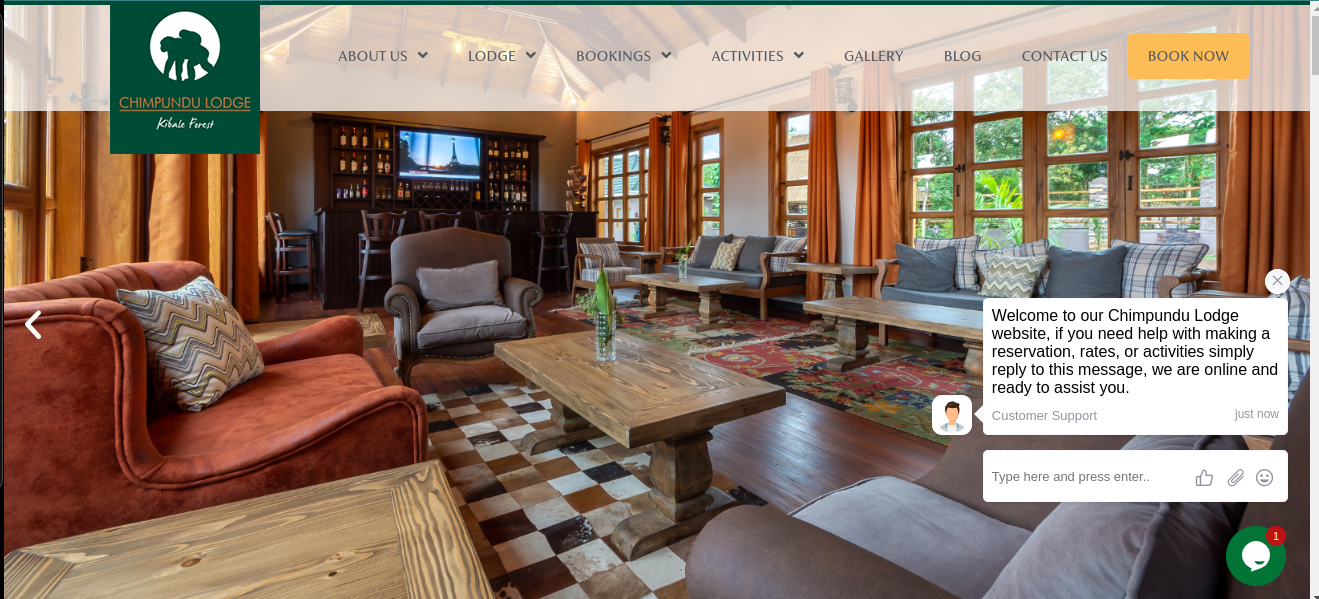 CHIMPUNDU LODGE
Kibale Forest
ABOUT US
LODGE
BOOKINGS
ACTIVITIES
GALLERY
BLOG
CONTACT US
BOOK NOW
Welcome to our Chimpundu Lodge
website, if you need help with making a
reservation, rates, or activities simply
reply to this message, we are online and
ready to assist you.
Customer Support
just now
Type here and press enter..
1